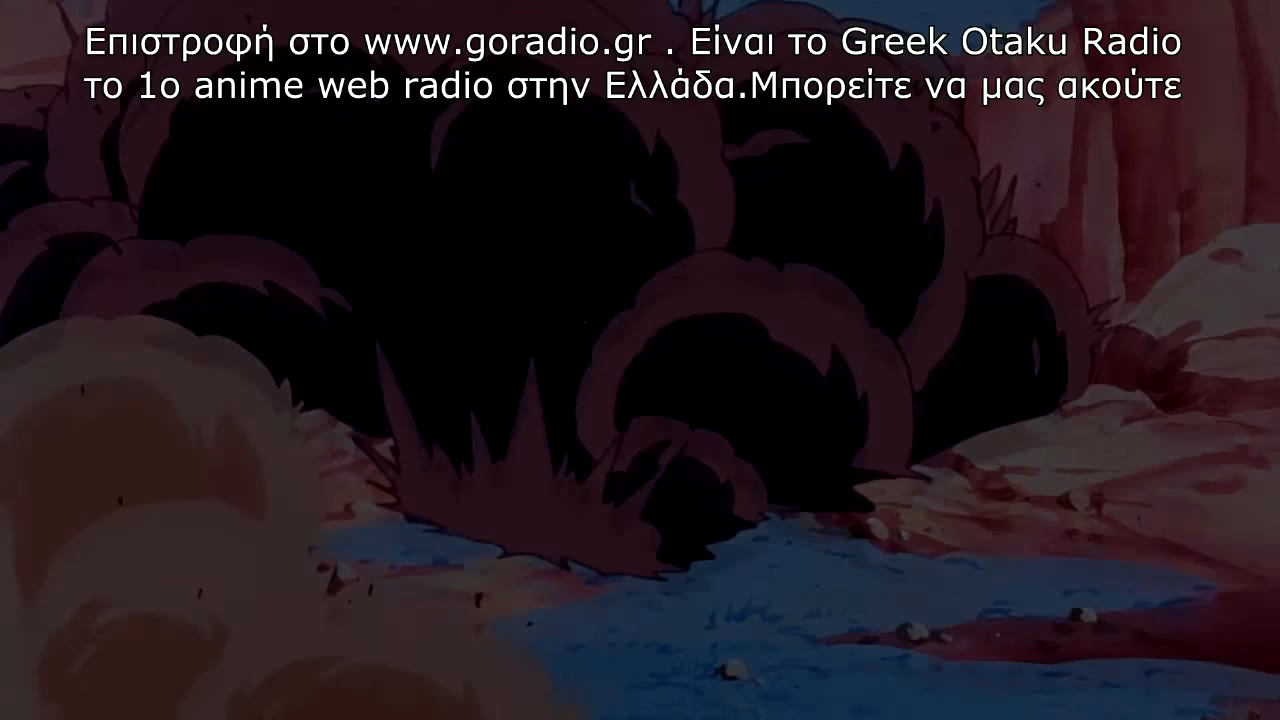 Επιστροφή στο www.goradio.gr . Είναι το Greek Otaku Radio
το 1ο anime web radio στην Ελλάδα.Μπορείτε να μας ακούτε